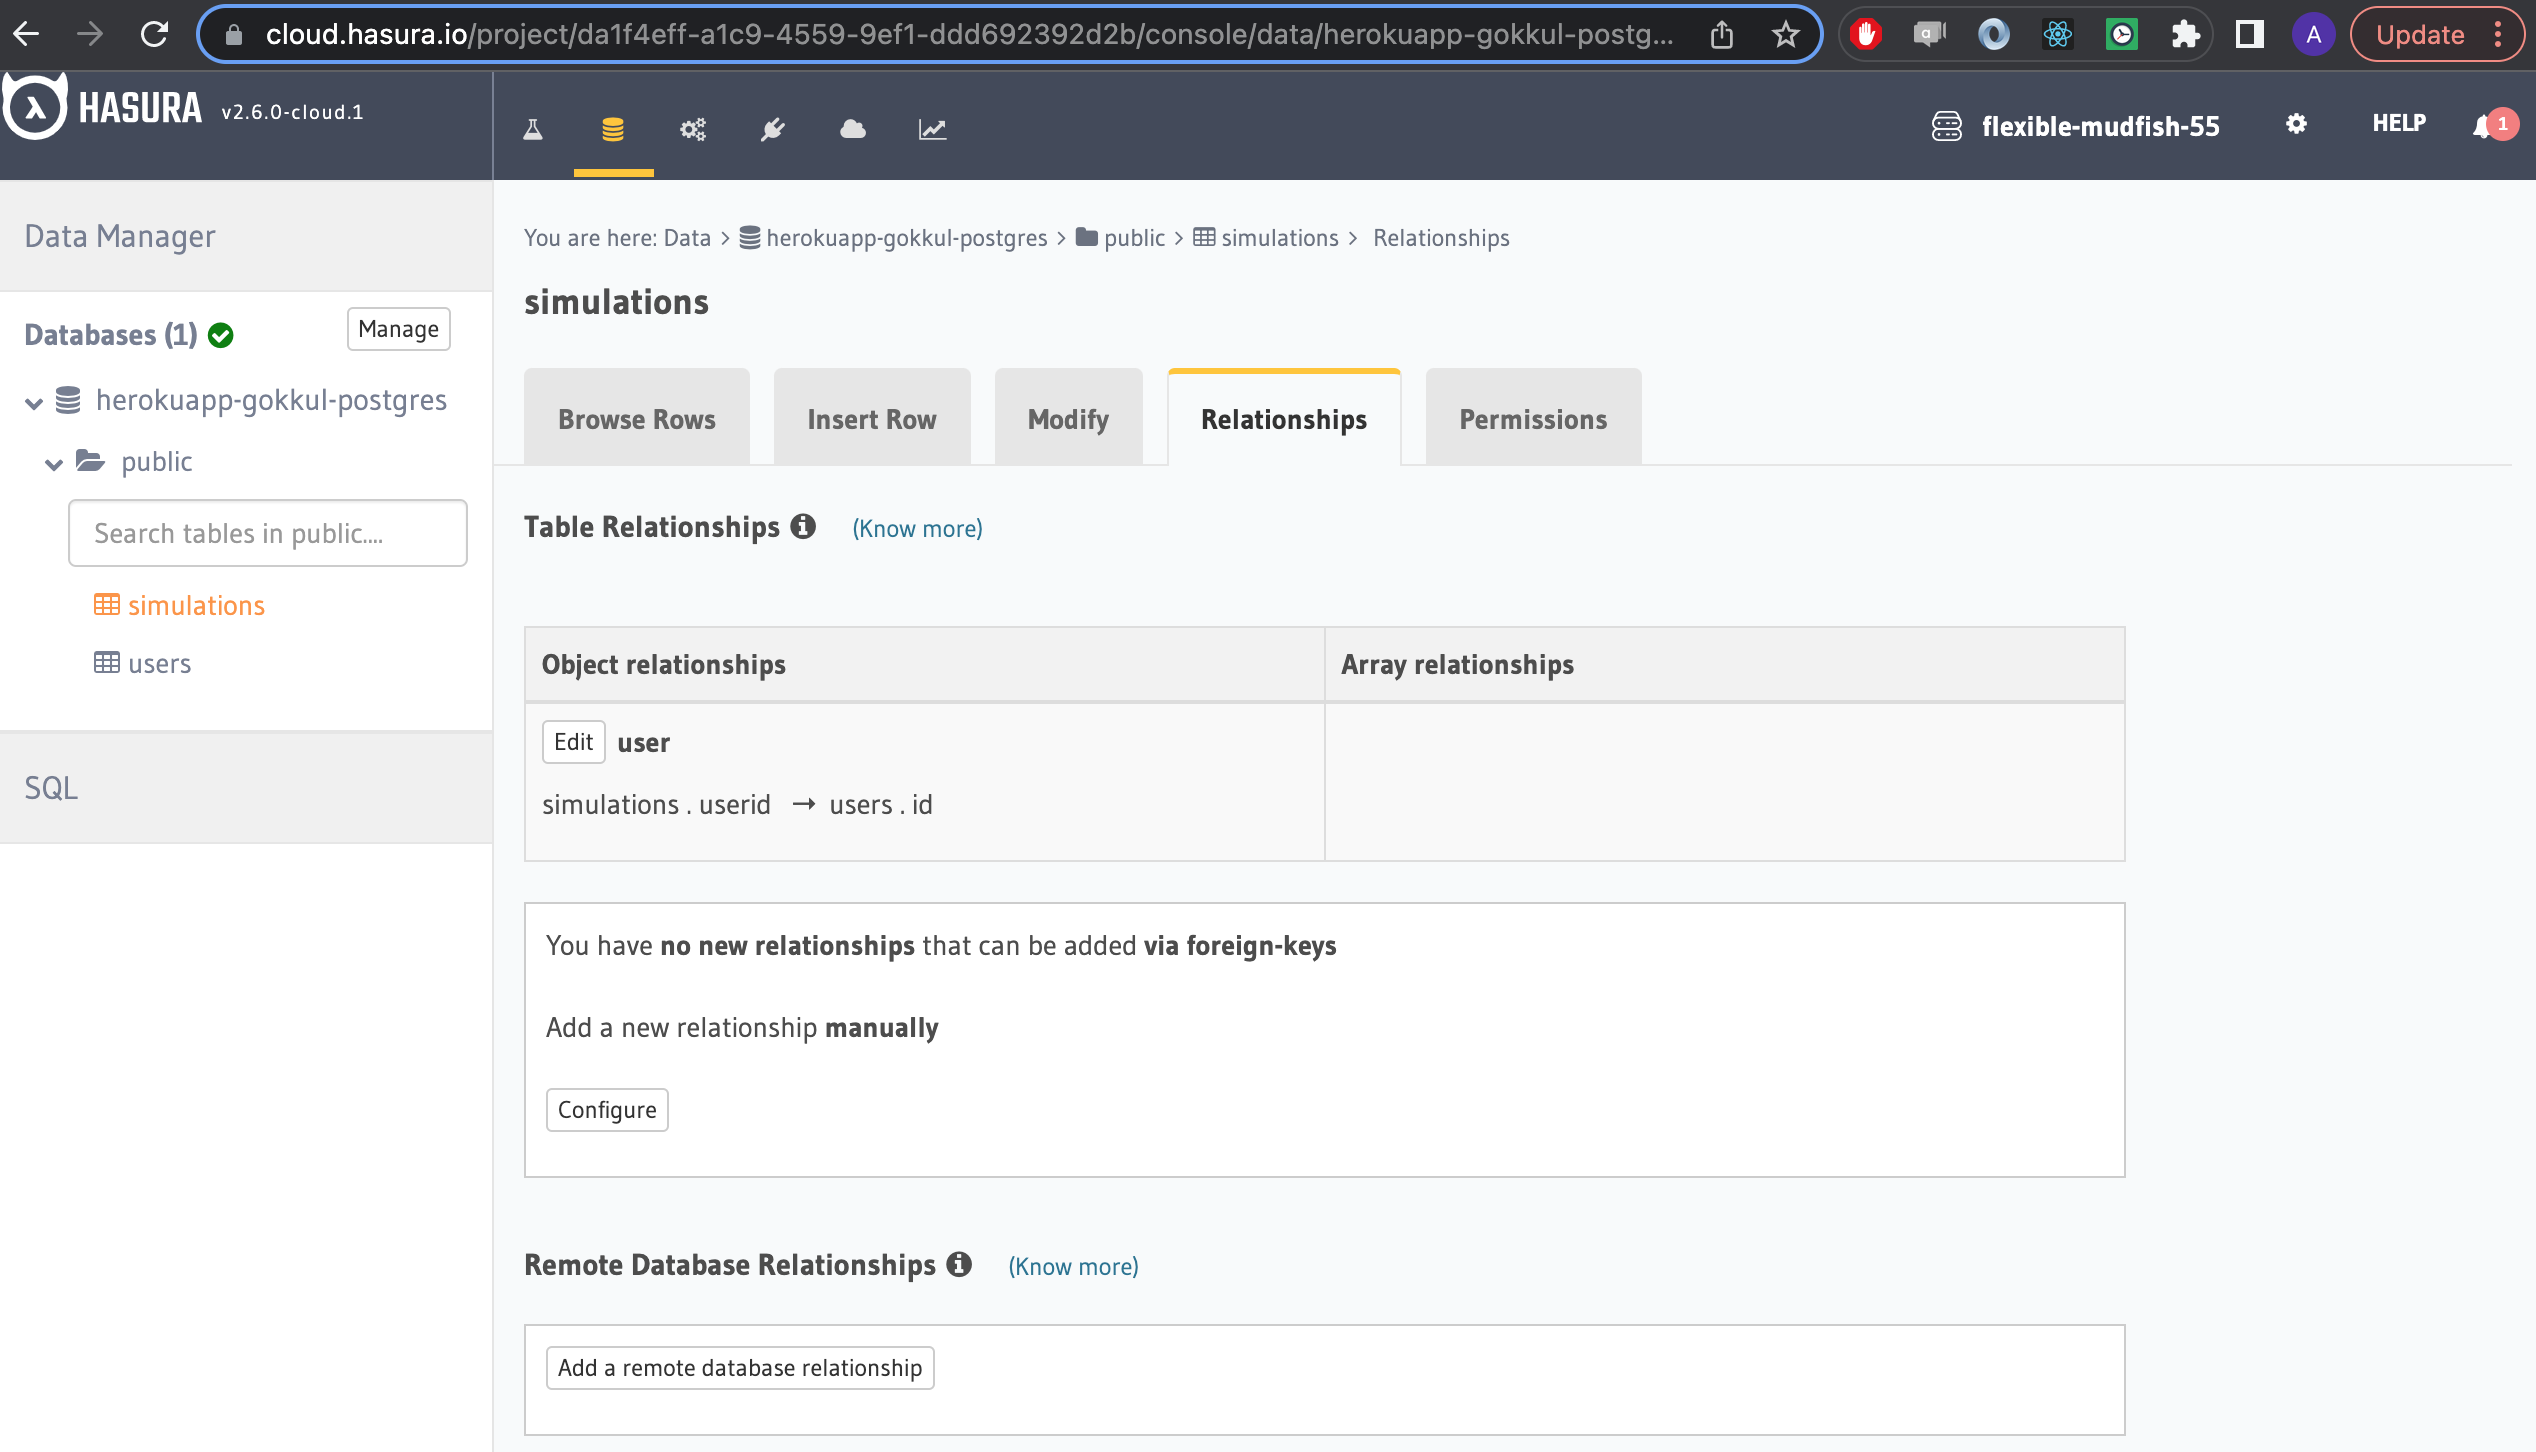 cloud.hasura.io/project/da1f4eff-a1c9-4559-9ef1-ddd692392d2b/console/data/herokuapp-gokkul-postg...
a
A
Update
HASURA v2.6.0-cloud.1
flexible-mudfish-55
HELP
1
Data Manager
Databases (1)
Manage
herokuapp-gokkul-postgres
public
Search tables in public....
simulations
users
SQL
You are here: Data > herokuapp-gokkul-postgres > public > simulations > Relationships
simulations
Browse Rows
Insert Row
Modify
Relationships
Permissions
Table Relationships (Know more)
Object relationships
Array relationships
Edit user
simulations . userid → users . id
You have no new relationships that can be added via foreign-keys
Add a new relationship manually
Configure
Remote Database Relationships (Know more)
Add a remote database relationship